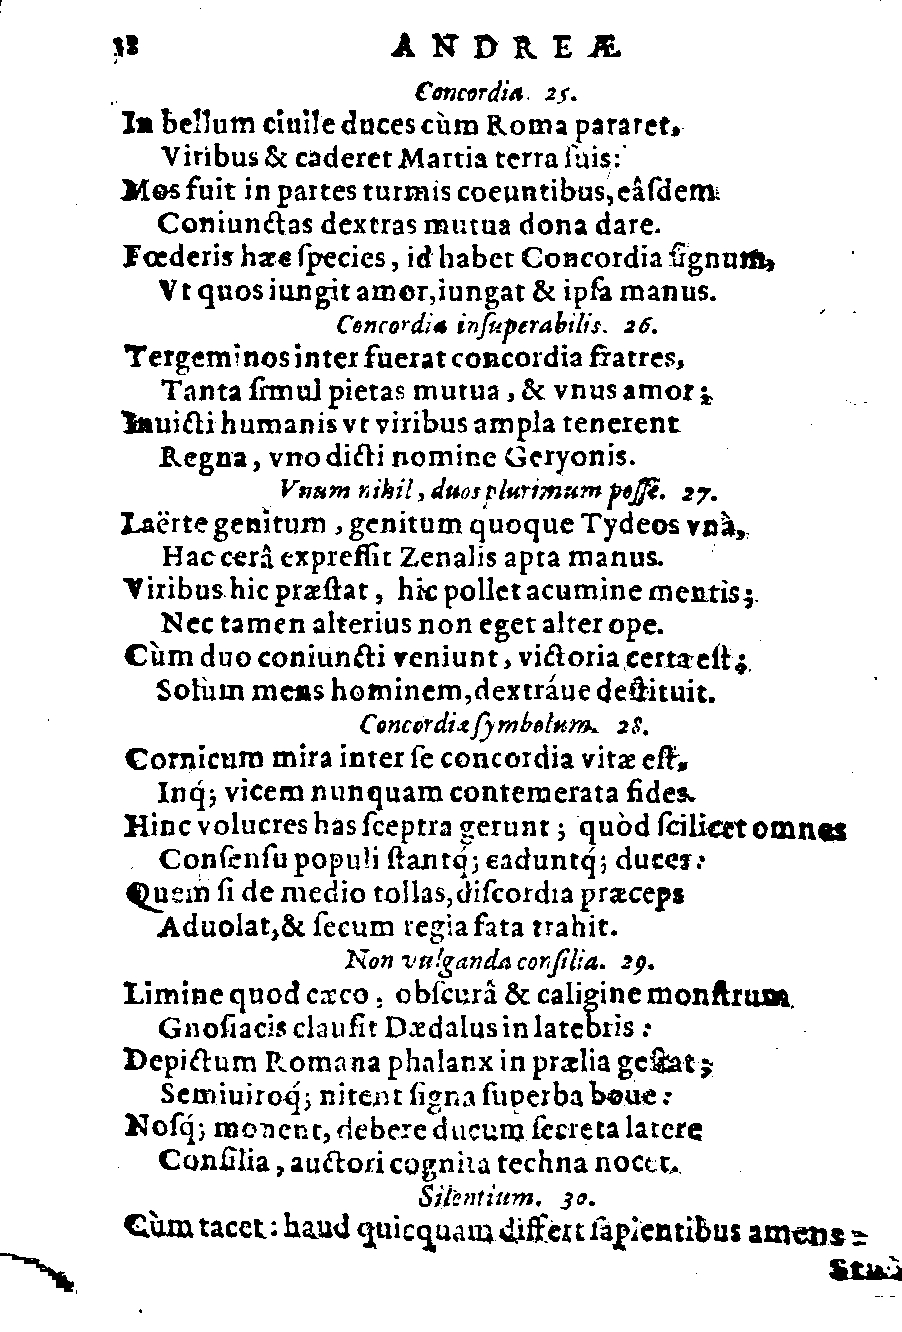 38 ANDREÆ
Concordia. 25.
In bellum ciuile duces cùm Roma pararet,
Viribus & caderet Martia terra ſuis:
Mos fuit in partes turmis coeuntibus, eâſdem
Coniunctas dextras mutua dona dare.
Fœderis hæc ſpecies, id habet Concordia ſignum,
Vt quos iungit amor, iungat & ipſa manus.
Concordia inſuperabilis. 26.
Tergeminos inter fuerat concordia fratres,
Tanta ſimul pietas mutua, & vnus amor;
Inuicti humanis vt viribus ampla tenerent
Regna, vno dicti nomine Geryonis.
Vnum nihil, duos plurimum poſſe. 27.
Laërte genitum, genitum quoque Tydeos vnà,
Hac cerâ expreſſit Zenalis apta manus.
Viribus hic præſtat, hic pollet acumine mentis;
Nec tamen alterius non eget alter ope.
Cùm duo coniuncti veniunt, victoria certa eſt;
Solùm mens hominem, dextráue deſtituit.
Concordiæ ſymbolum. 28.
Cornicum mira inter ſe concordia vitæ eſt,
Inq́; vicem nunquam contemerata fides.
Hinc volucres has ſceptra gerunt; quòd ſcilicet omnes
Conſenſu populi ſtantq́; caduntq́; duces:
Quem ſi de medio tollas, diſcordia præceps
Aduolat, & ſecum regia fata trahit.
Non vulganda conſilia. 29.
Limine quod cæco, obſcurâ & caligine monſtrum
Gnoſiacis clauſit Dædalus in latebris:
Depictum Romana phalanx in prælia geſtat;
Semiuiroq́; nitent ſigna ſuperba boue:
Noſq́; monent, debere ducum ſecreta latere
Conſilia, auctori cognita techna nocet.
Silentium. 30.
Cùm tacet: haud quicquam differt ſapientibus amens:
Stul